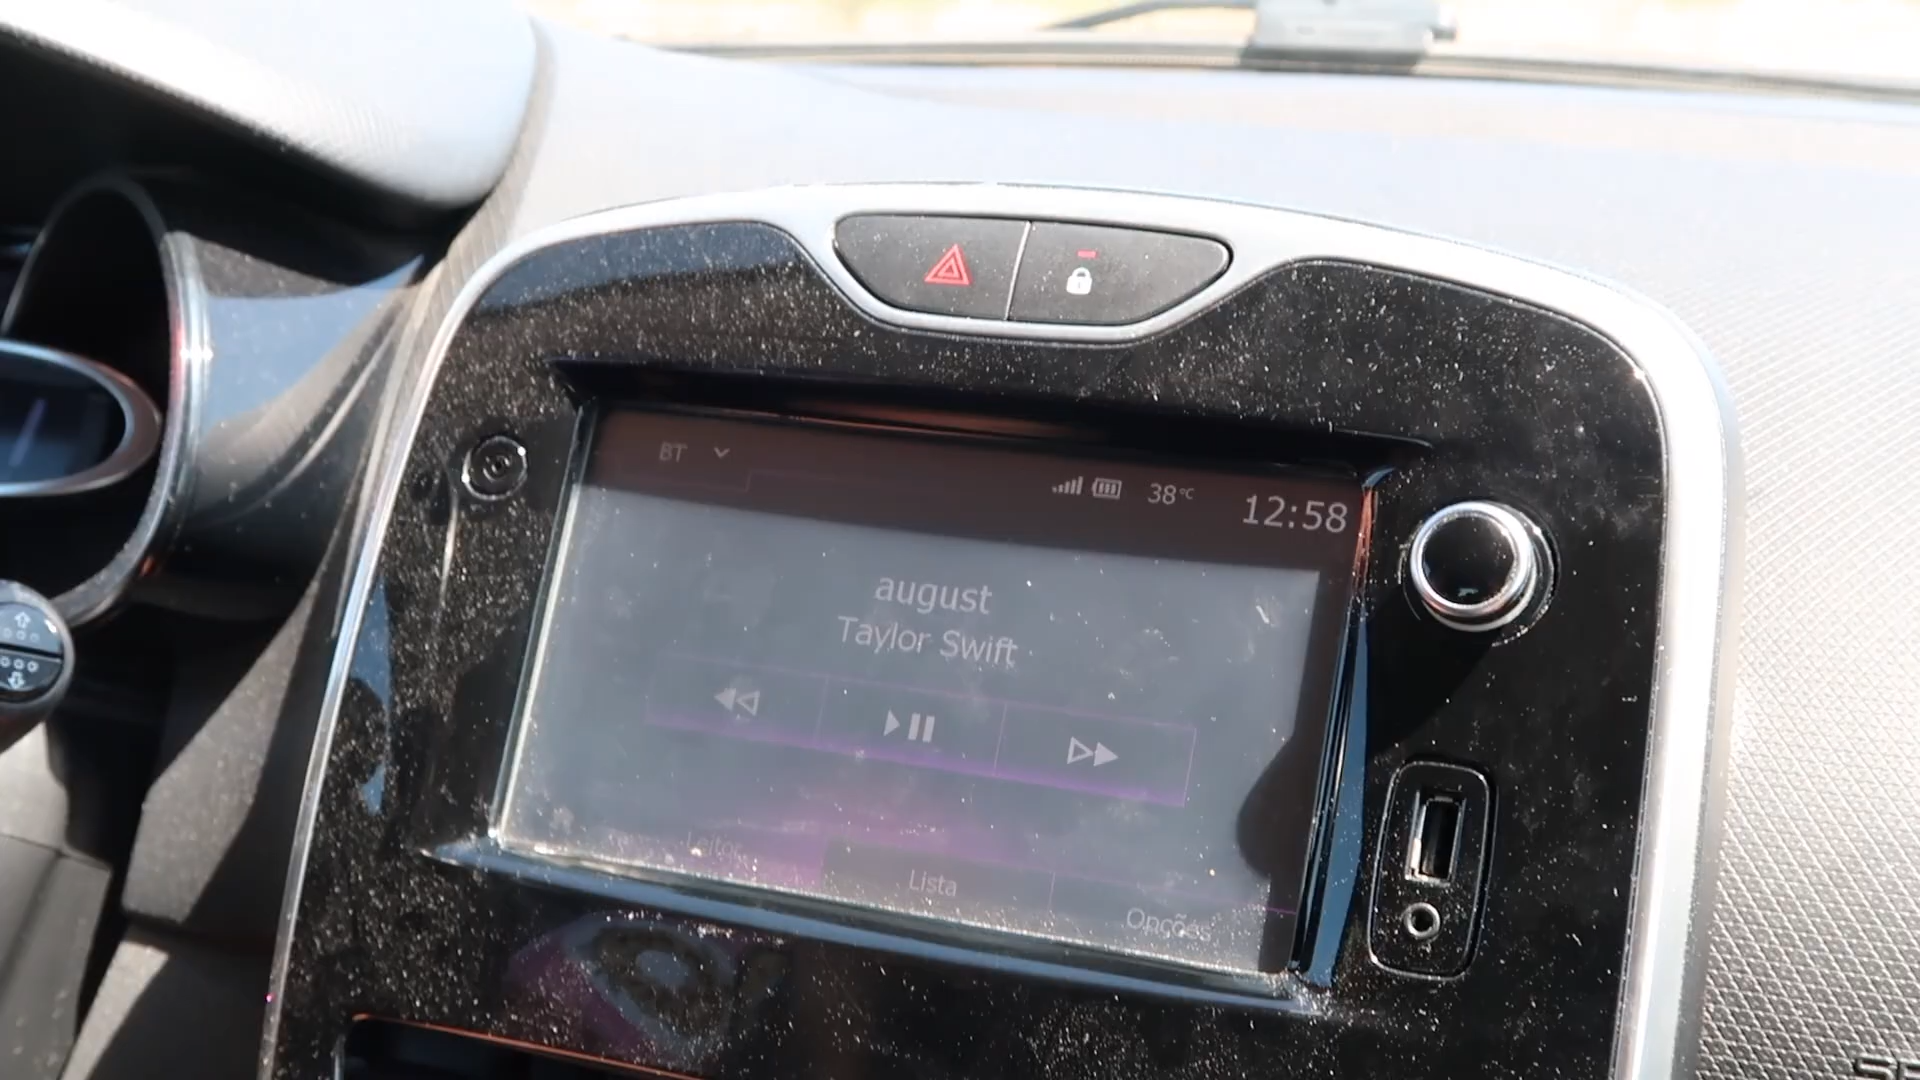 BT
38°C
12:58
august
Taylor Swift
Leitor
Lista
Opções